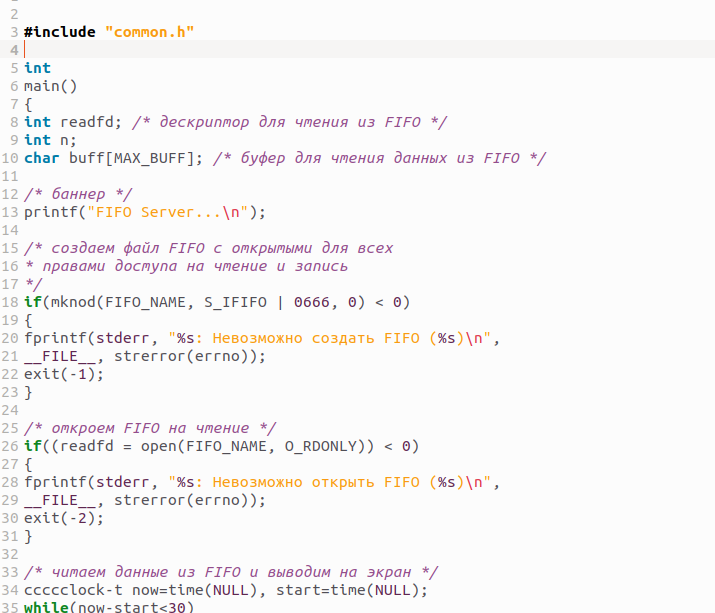 2
3 #include "common.h"
4
5 int
6 main()
7 {
8 int readfd; /* дескриптор для чтения из FIFO */
9 int n;
10 char buff[MAX_BUFF]; /* буфер для чтения данных из FIFO */
11
12 /* баннер */
13 printf("FIFO Server...\n");
14
15 /* создаем файл FIFO с открытыми для всех
16 * правами доступа на чтение и запись
17 */
18 if(mknod(FIFO_NAME, S_IFIFO | 0666, 0) < 0)
19 {
20 fprintf(stderr, "%s: Невозможно создать FIFO (%s)\n",
21 __FILE__, strerror(errno));
22 exit(-1);
23 }
24
25 /* откроем FIFO на чтение */
26 if((readfd = open(FIFO_NAME, O_RDONLY)) < 0)
27 {
28 fprintf(stderr, "%s: Невозможно открыть FIFO (%s)\n",
29 __FILE__, strerror(errno));
30 exit(-2);
31 }
32
33 /* читаем данные из FIFO и выводим на экран */
34 ccccclock-t now=time(NULL), start=time(NULL);
35 while(now-start<30)